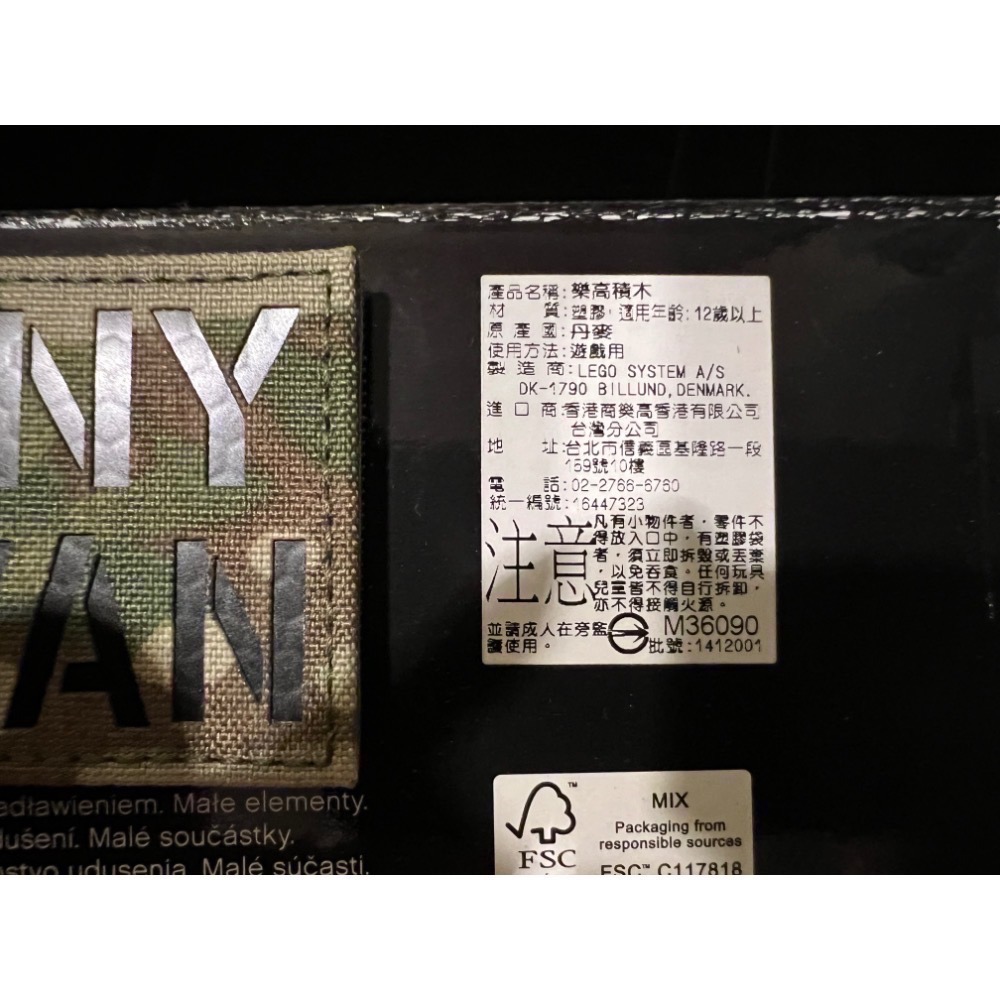 NY
AN
產品名稱:樂高積木
材 質:塑膠, 適用年齡:12歲以上
原 產 國:丹麥
使用方法:遊戲用
製 造 商:LEGO SYSTEM A/S
DK-1790 BILLUND,DENMARK.
進 口 商:香港商樂高香港有限公司
台灣分公司
地 址:台北市信義區基隆路一段
159號10樓
電 話:02-2766-6760
統一編號:16447323
注意
凡有小物件者,零件不
得放入口中,有塑膠袋
者,須立即拆毀或丟棄
,以免吞食。任何玩具
兒童皆不得自行拆卸,
亦不得接觸火源。
並請成人在旁監
護使用。
M36090
批號:1412001
edławieniem. Małe elementy.
dušení. Malé součástky.
ostvo udusenia. Malé súčasti.
FSC
MIX
Packaging from
responsible sources
FSC™ C117818